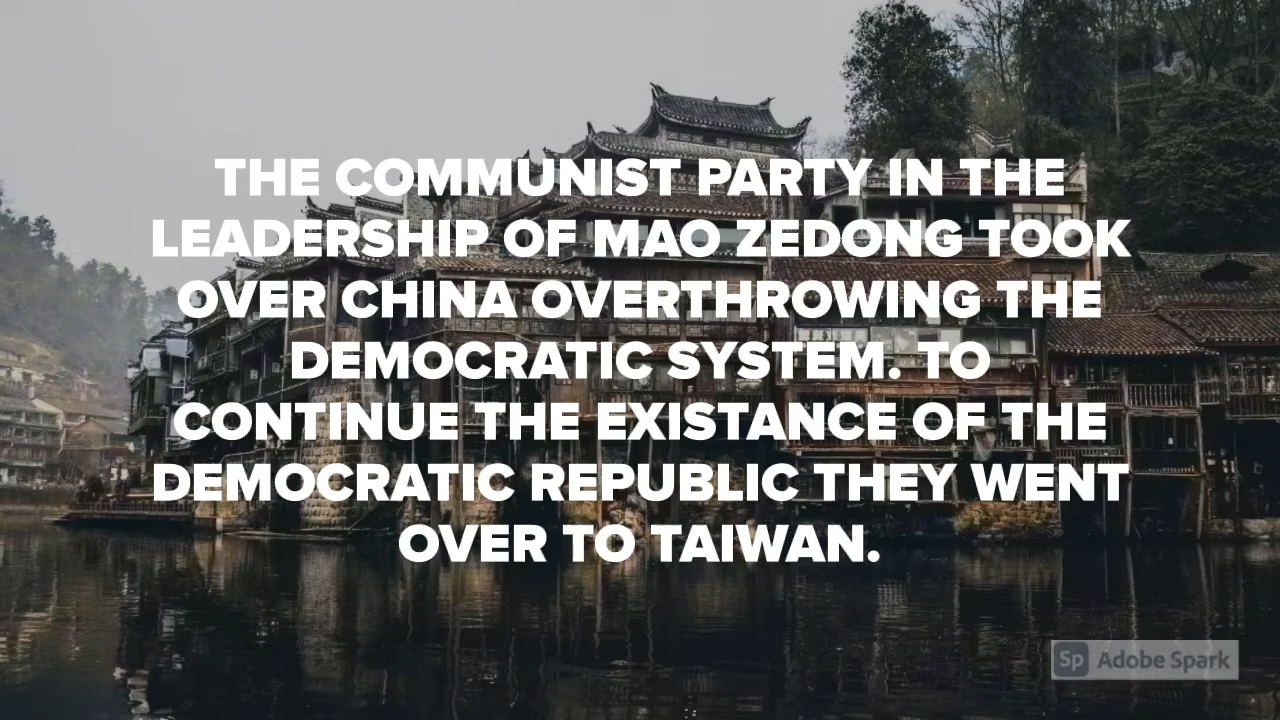 THE COMMUNIST PARTY IN THE
LEADERSHIP OF MAO ZEDONG TOOK
OVER CHINA OVERTHROWING THE
DEMOCRATIC SYSTEM. TO
CONTINUE THE EXISTANCE OF THE
DEMOCRATIC REPUBLIC THEY WENT
OVER TO TAIWAN.
Sp Adobe Spark